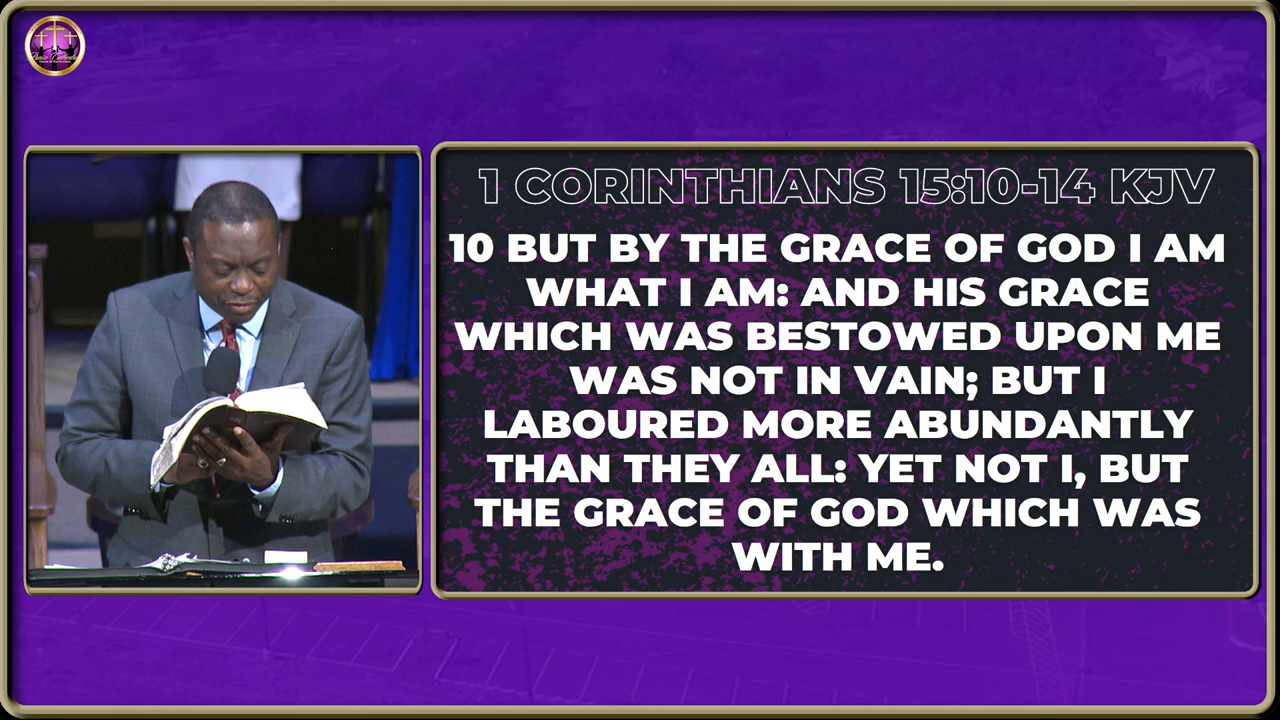 1 CORINTHIANS 15:10-14 KJV
10 BUT BY THE GRACE OF GOD I AM
WHAT I AM: AND HIS GRACE
WHICH WAS BESTOWED UPON ME
WAS NOT IN VAIN; BUT I
LABOURED MORE ABUNDANTLY
THAN THEY ALL: YET NOT I, BUT
THE GRACE OF GOD WHICH WAS
WITH ME.